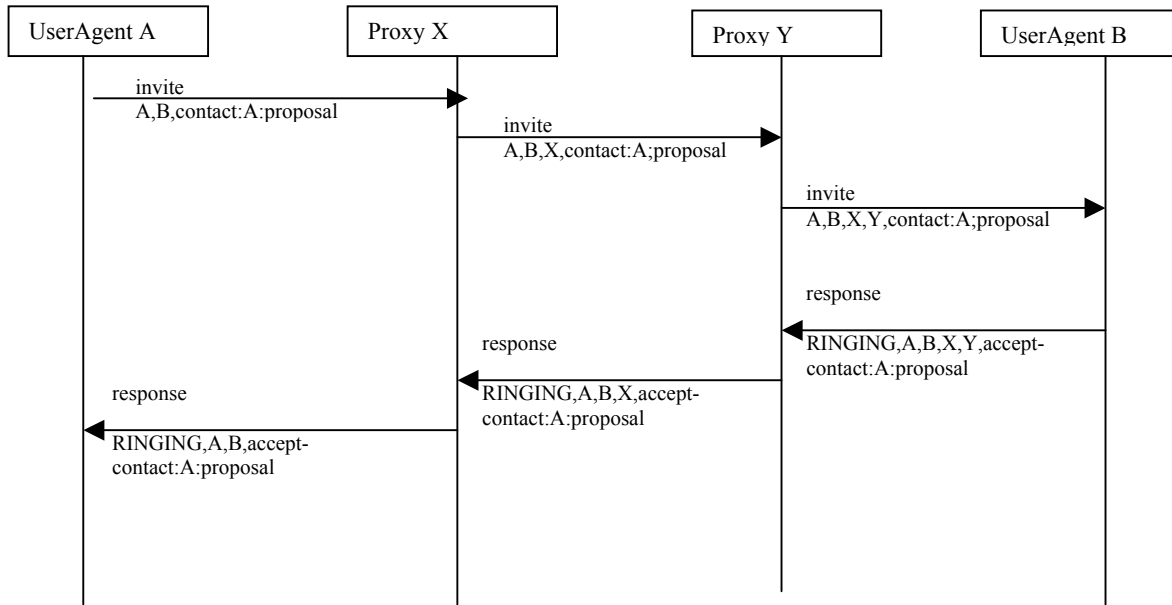 UserAgent A
Proxy X
Proxy Y
UserAgent B
invite
A,B,contact:A:proposal
invite
A,B,X,contact:A;proposal
invite
A,B,X,Y,contact:A;proposal
response
RINGING,A,B,X,Y,accept-
contact:A:proposal
response
RINGING,A,B,X,accept-
contact:A:proposal
response
RINGING,A,B,accept-
contact:A:proposal